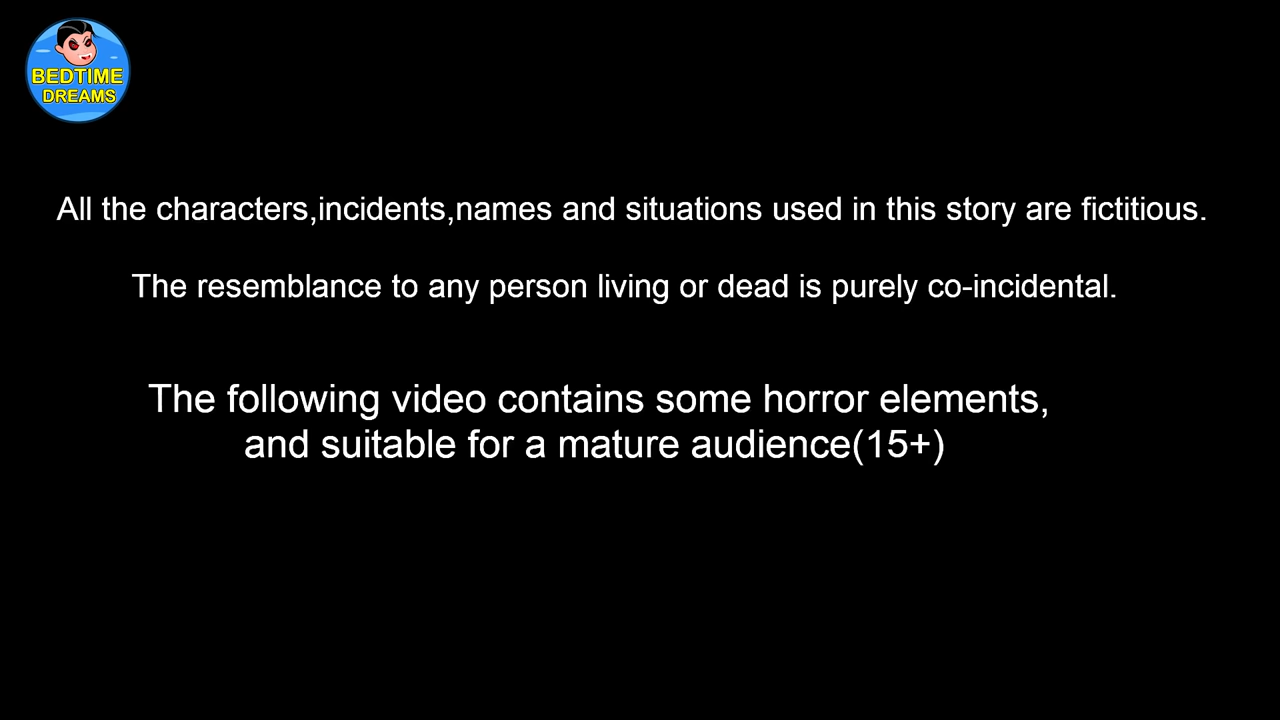 BEDTIME
DREAMS
All the characters,incidents,names and situations used in this story are fictitious.
The resemblance to any person living or dead is purely co-incidental.
The following video contains some horror elements,
and suitable for a mature audience(15+)